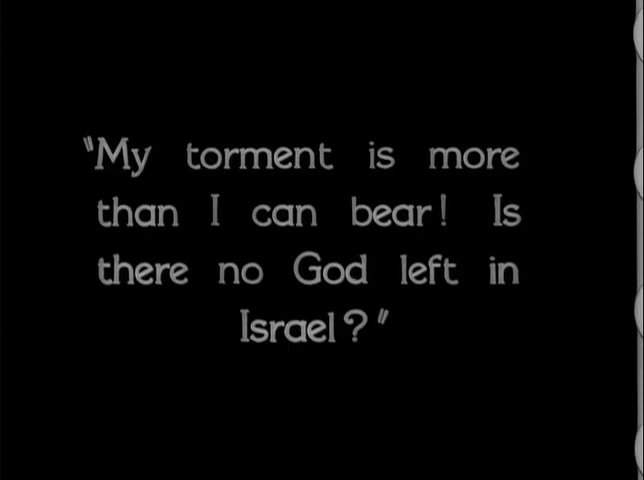 "My torment is more
than I can bear! Is
there no God left in
Israel?"